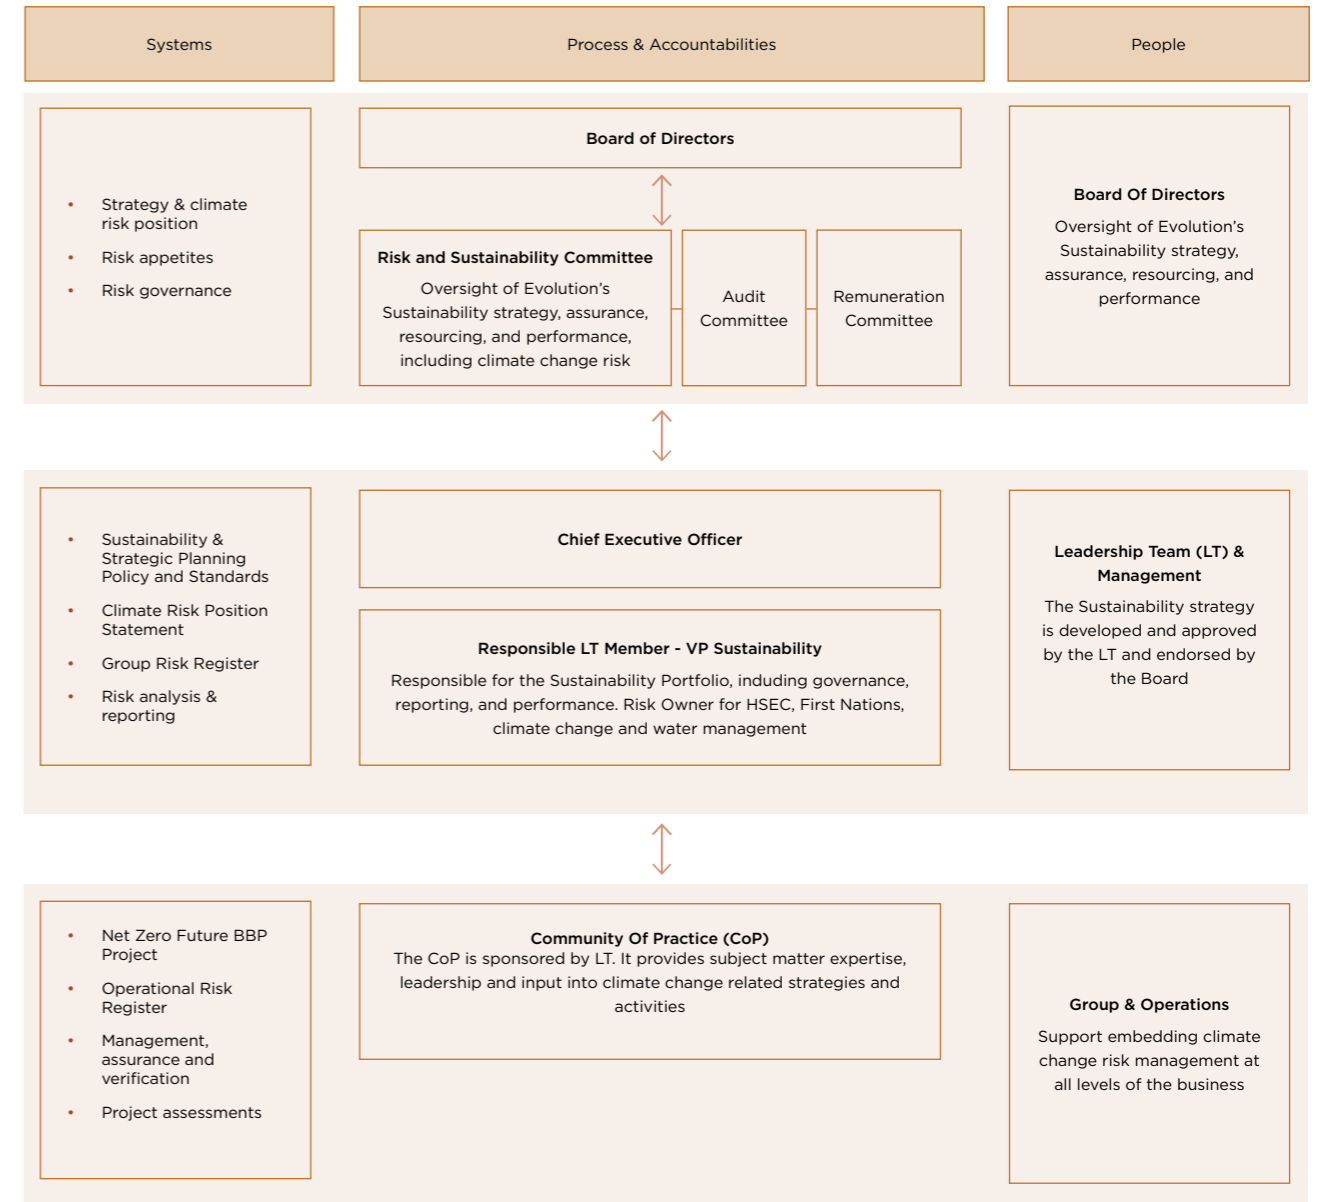 Systems
Process & Accountabilities
People
Strategy & climate
risk position
Risk appetites
Risk governance
Board of Directors
Risk and Sustainability Committee
Oversight of Evolution’s
Sustainability strategy, assurance,
resourcing, and performance,
including climate change risk
Audit
Committee
Remuneration
Committee
Board Of Directors
Oversight of Evolution’s
Sustainability strategy,
assurance, resourcing, and
performance
Sustainability &
Strategic Planning
Policy and Standards
Climate Risk Position
Statement
Group Risk Register
Risk analysis &
reporting
Chief Executive Officer
Responsible LT Member - VP Sustainability
Responsible for the Sustainability Portfolio, including governance,
reporting, and performance. Risk Owner for HSEC, First Nations,
climate change and water management
Leadership Team (LT) &
Management
The Sustainability strategy
is developed and approved
by the LT and endorsed by
the Board
Net Zero Future BBP
Project
Operational Risk
Register
Management,
assurance and
verification
Project assessments
Community Of Practice (CoP)
The CoP is sponsored by LT. It provides subject matter expertise,
leadership and input into climate change related strategies and
activities
Group & Operations
Support embedding climate
change risk management at
all levels of the business